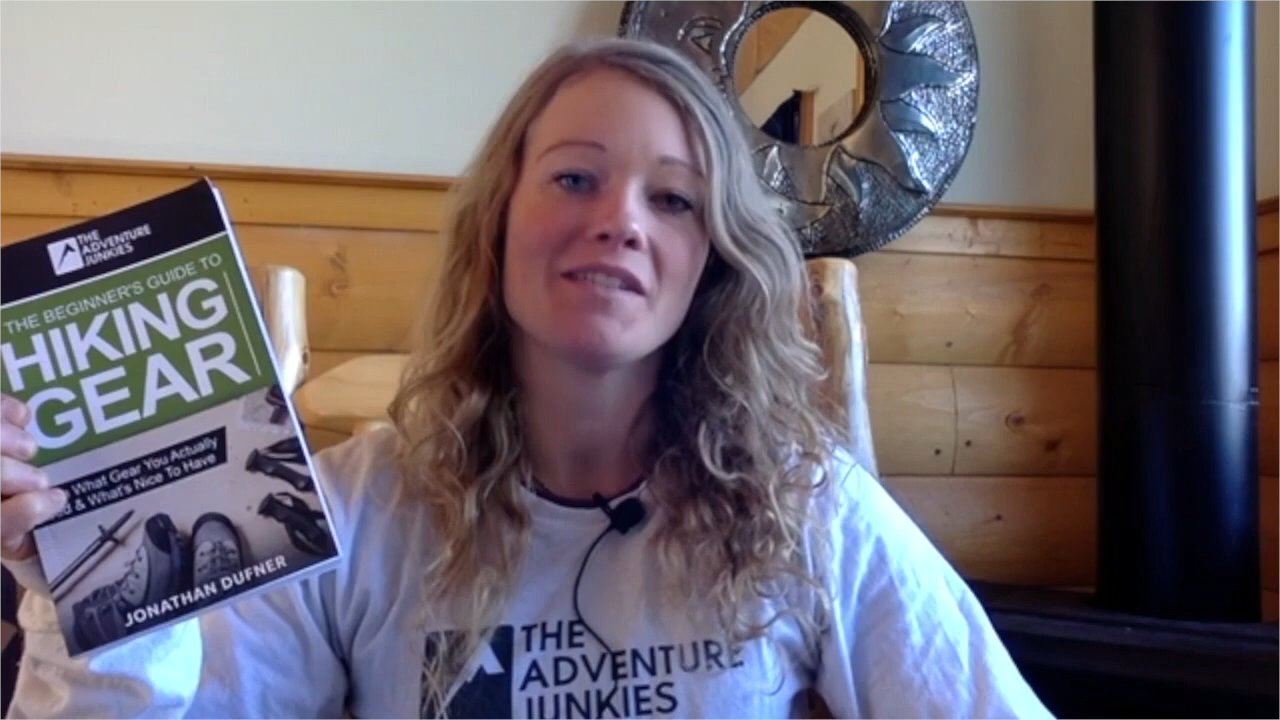 THE
ADVENTURE
JUNKIES
THE BEGINNER'S GUIDE TO
HIKING
GEAR
What Gear You Actually
& What's Nice To Have
JONATHAN DUFNER
THE
ADVENTURE
JUNKIES